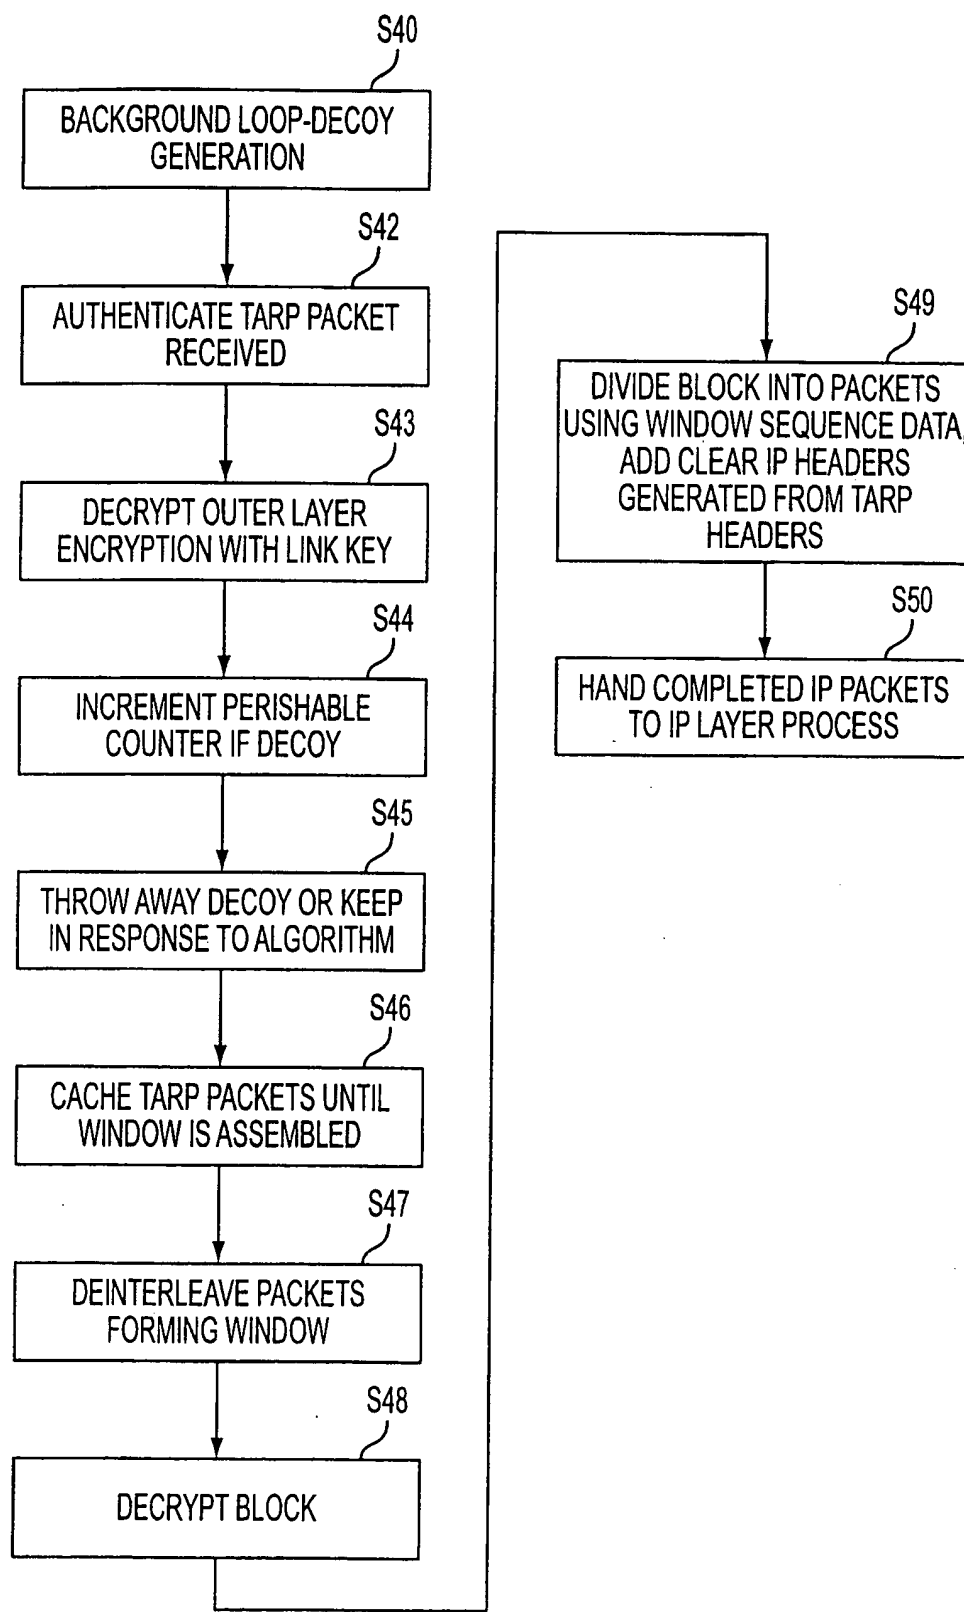 S40
BACKGROUND LOOP-DECOY
GENERATION
S42
AUTHENTICATE TARP PACKET
RECEIVED
S43
DECRYPT OUTER LAYER
ENCRYPTION WITH LINK KEY
S44
INCREMENT PERISHABLE
COUNTER IF DECOY
S45
THROW AWAY DECOY OR KEEP
IN RESPONSE TO ALGORITHM
S46
CACHE TARP PACKETS UNTIL
WINDOW IS ASSEMBLED
S47
DEINTERLEAVE PACKETS
FORMING WINDOW
S48
DECRYPT BLOCK
S49
DIVIDE BLOCK INTO PACKETS
USING WINDOW SEQUENCE DATA,
ADD CLEAR IP HEADERS
GENERATED FROM TARP
HEADERS
S50
HAND COMPLETED IP PACKETS
TO IP LAYER PROCESS